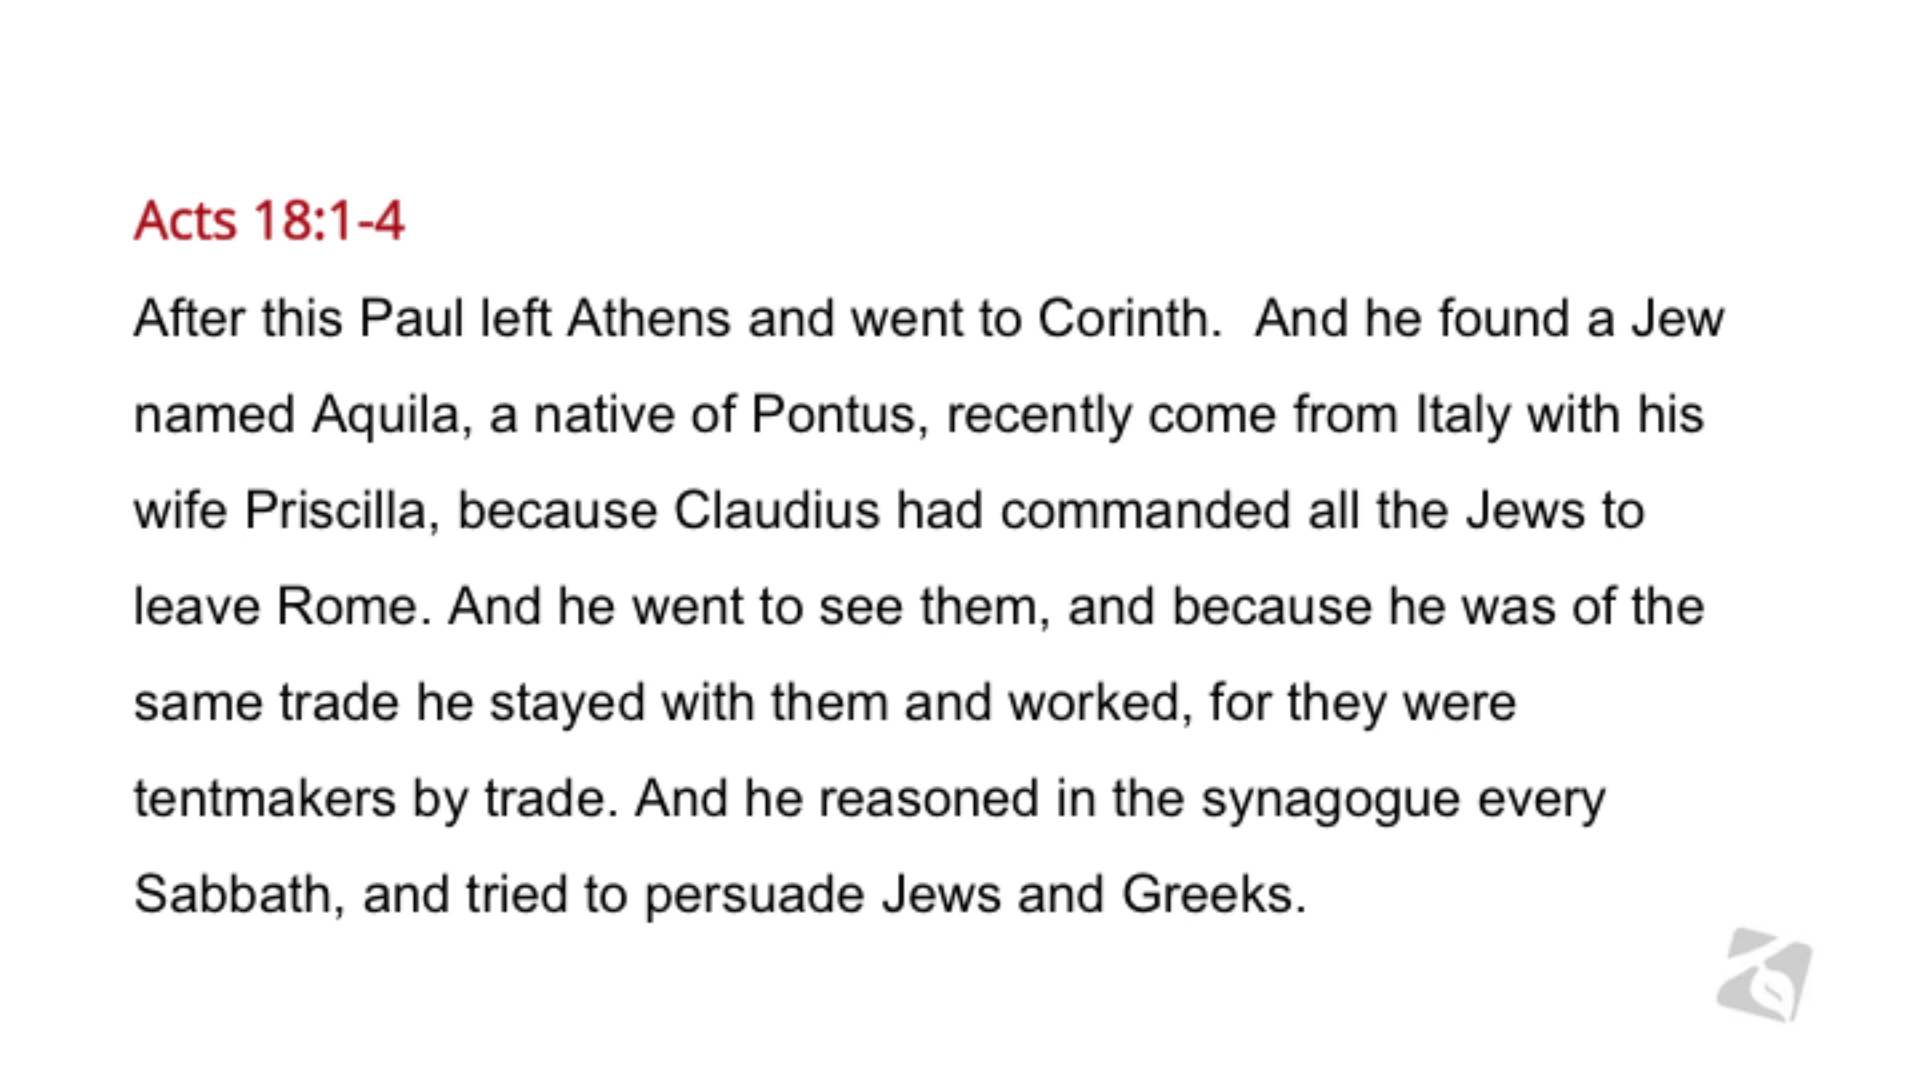 Acts 18:1-4
After this Paul left Athens and went to Corinth.  And he found a Jew
named Aquila, a native of Pontus, recently come from Italy with his
wife Priscilla, because Claudius had commanded all the Jews to
leave Rome. And he went to see them, and because he was of the
same trade he stayed with them and worked, for they were
tentmakers by trade. And he reasoned in the synagogue every
Sabbath, and tried to persuade Jews and Greeks.